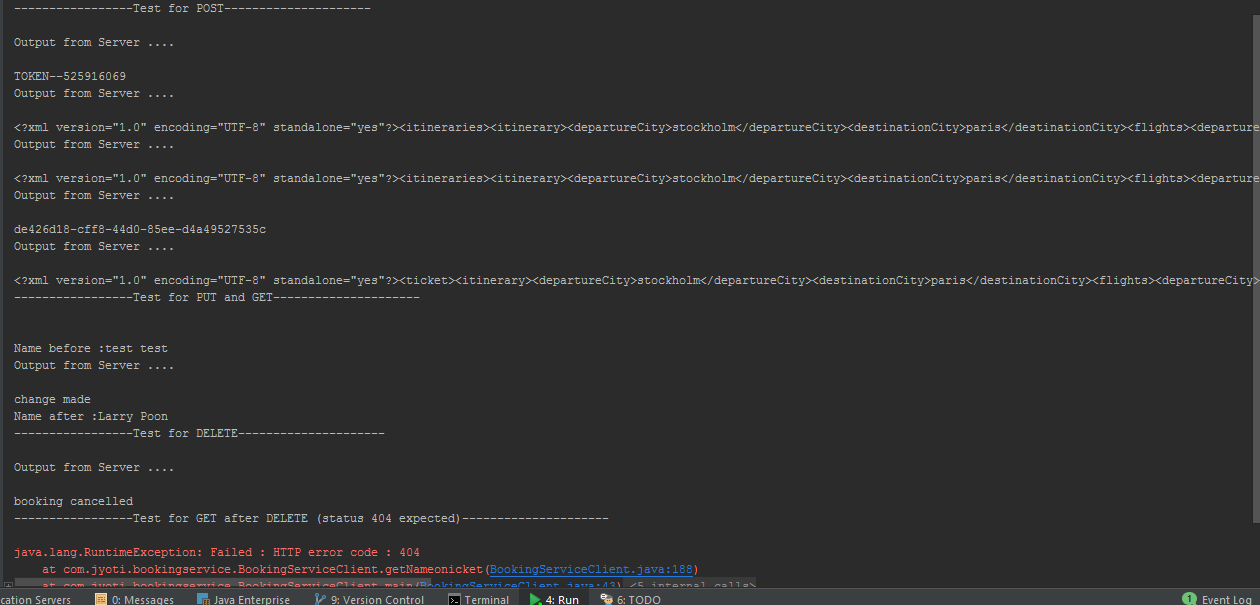 -----------------Test for POST---------------------
Output from Server ....
TOKEN--525916069
Output from Server ....
<?xml version="1.0" encoding="UTF-8" standalone="yes"?><itineraries><itinerary><departureCity>stockholm</departureCity><destinationCity>paris</destinationCity><flights><departure
Output from Server ....
<?xml version="1.0" encoding="UTF-8" standalone="yes"?><itineraries><itinerary><departureCity>stockholm</departureCity><destinationCity>paris</destinationCity><flights><departure
Output from Server ....
de426d18-cff8-44d0-85ee-d4a49527535c
Output from Server ....
<?xml version="1.0" encoding="UTF-8" standalone="yes"?><ticket><itinerary><departureCity>stockholm</departureCity><destinationCity>paris</destinationCity><flights><departureCity>
-----------------Test for PUT and GET---------------------
Name before :test test
Output from Server ....
change made
Name after :Larry Poon
-----------------Test for DELETE---------------------
Output from Server ....
booking cancelled
-----------------Test for GET after DELETE (status 404 expected)---------------------
java.lang.RuntimeException: Failed : HTTP error code : 404
at com.jyoti.bookingservice.BookingServiceClient.getNameonicket(BookingServiceClient.java:188)
at com.jyoti.bookingservice.BookingServiceClient.main(BookingServiceClient.java:43) <5 internal calls>
cation Servers 0: Messages Java Enterprise 9: Version Control Terminal 4: Run 6: TODO 1 Event Log